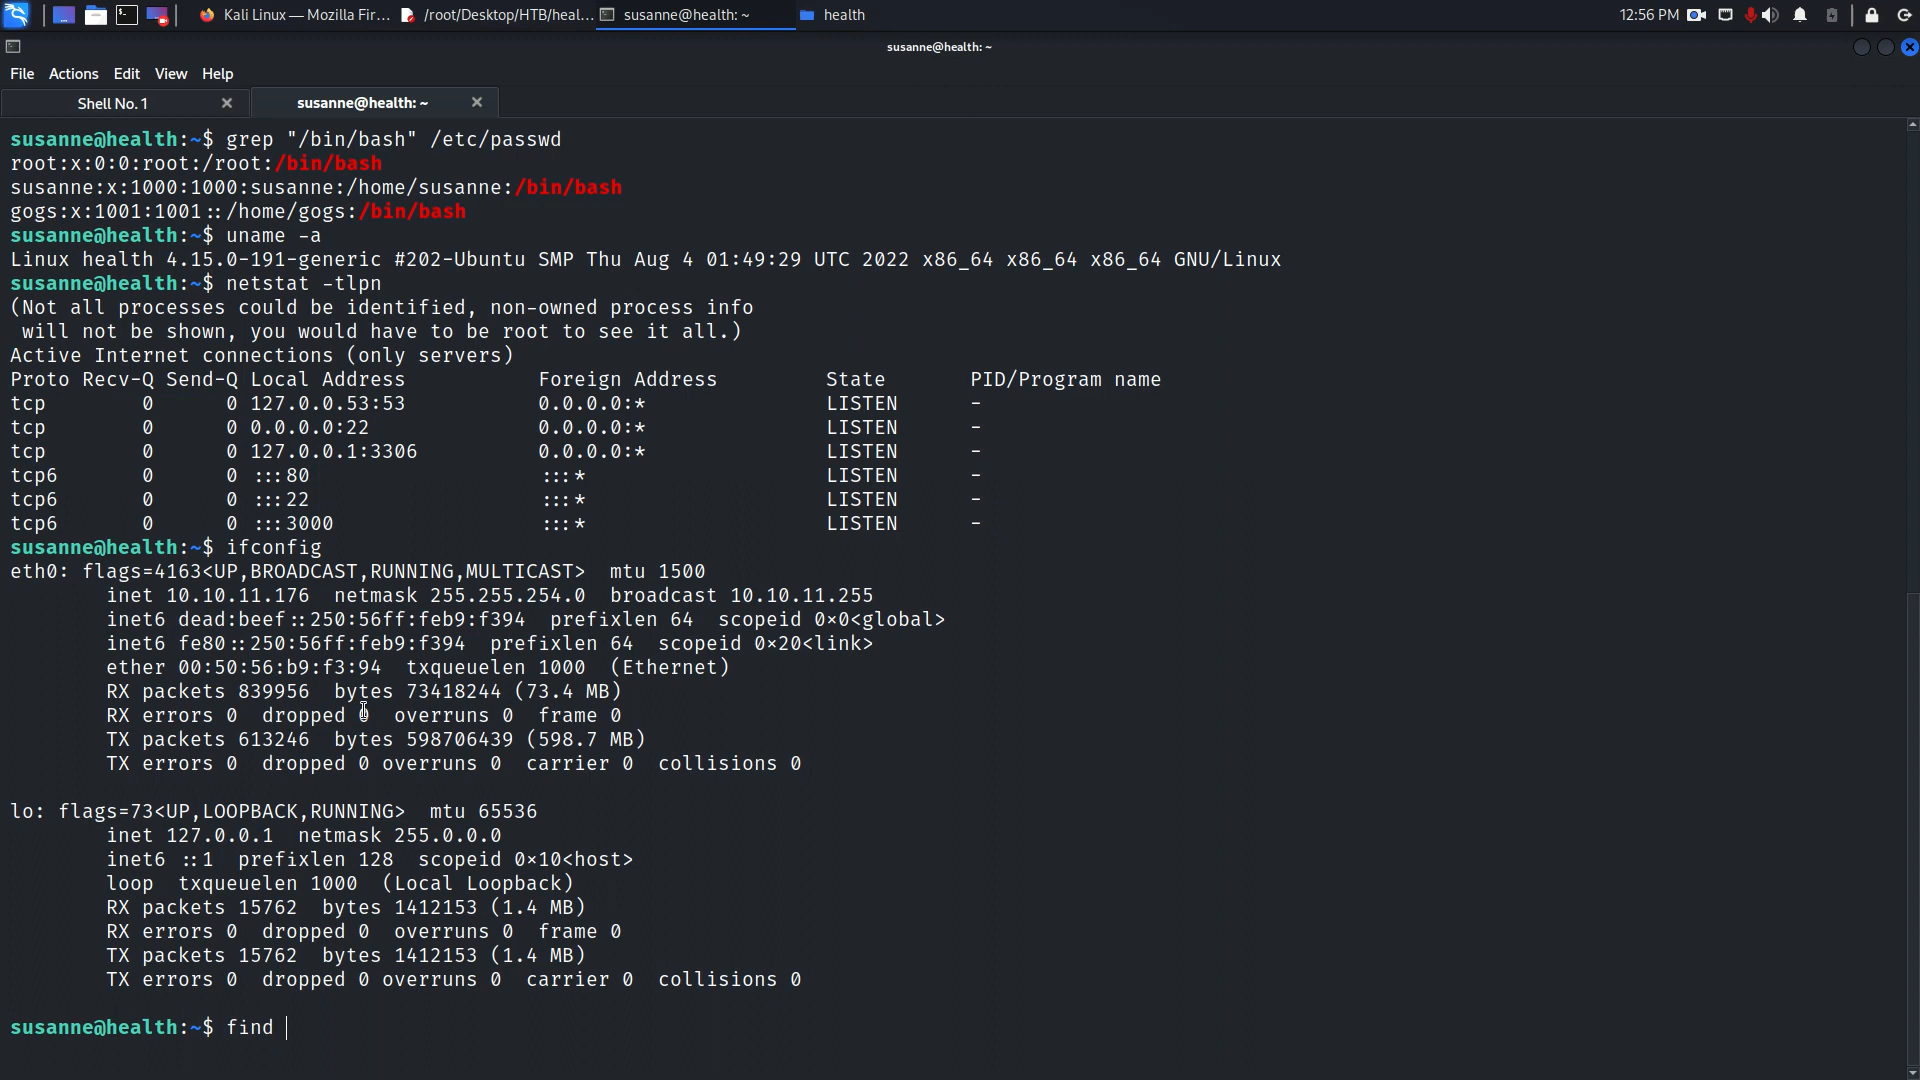 Kali Linux — Mozilla Fir...
/root/Desktop/HTB/heal...
susanne@health: ~
health
12:56 PM
susanne@health: ~
File Actions Edit View Help
Shell No. 1
susanne@health: ~
susanne@health:~$ grep "/bin/bash" /etc/passwd
root:x:0:0:root:/root:/bin/bash
susanne:x:1000:1000:susanne:/home/susanne:/bin/bash
gogs:x:1001:1001::/home/gogs:/bin/bash
susanne@health:~$ uname -a
Linux health 4.15.0-191-generic #202-Ubuntu SMP Thu Aug 4 01:49:29 UTC 2022 x86_64 x86_64 x86_64 GNU/Linux
susanne@health:~$ netstat -tlpn
(Not all processes could be identified, non-owned process info
 will not be shown, you would have to be root to see it all.)
Active Internet connections (only servers)
Proto Recv-Q Send-Q Local Address           Foreign Address         State       PID/Program name
tcp        0      0 127.0.0.53:53           0.0.0.0:*               LISTEN      -
tcp        0      0 0.0.0.0:22              0.0.0.0:*               LISTEN      -
tcp        0      0 127.0.0.1:3306          0.0.0.0:*               LISTEN      -
tcp6       0      0 :::80                   :::*                    LISTEN      -
tcp6       0      0 :::22                   :::*                    LISTEN      -
tcp6       0      0 :::3000                 :::*                    LISTEN      -
susanne@health:~$ ifconfig
eth0: flags=4163<UP,BROADCAST,RUNNING,MULTICAST>  mtu 1500
        inet 10.10.11.176  netmask 255.255.254.0  broadcast 10.10.11.255
        inet6 dead:beef::250:56ff:feb9:f394  prefixlen 64  scopeid 0x0<global>
        inet6 fe80::250:56ff:feb9:f394  prefixlen 64  scopeid 0x20<link>
        ether 00:50:56:b9:f3:94  txqueuelen 1000  (Ethernet)
        RX packets 839956  bytes 73418244 (73.4 MB)
        RX errors 0  dropped 0  overruns 0  frame 0
        TX packets 613246  bytes 598706439 (598.7 MB)
        TX errors 0  dropped 0 overruns 0  carrier 0  collisions 0
lo: flags=73<UP,LOOPBACK,RUNNING>  mtu 65536
        inet 127.0.0.1  netmask 255.0.0.0
        inet6 ::1  prefixlen 128  scopeid 0x10<host>
        loop  txqueuelen 1000  (Local Loopback)
        RX packets 15762  bytes 1412153 (1.4 MB)
        RX errors 0  dropped 0  overruns 0  frame 0
        TX packets 15762  bytes 1412153 (1.4 MB)
        TX errors 0  dropped 0 overruns 0  carrier 0  collisions 0
susanne@health:~$ find